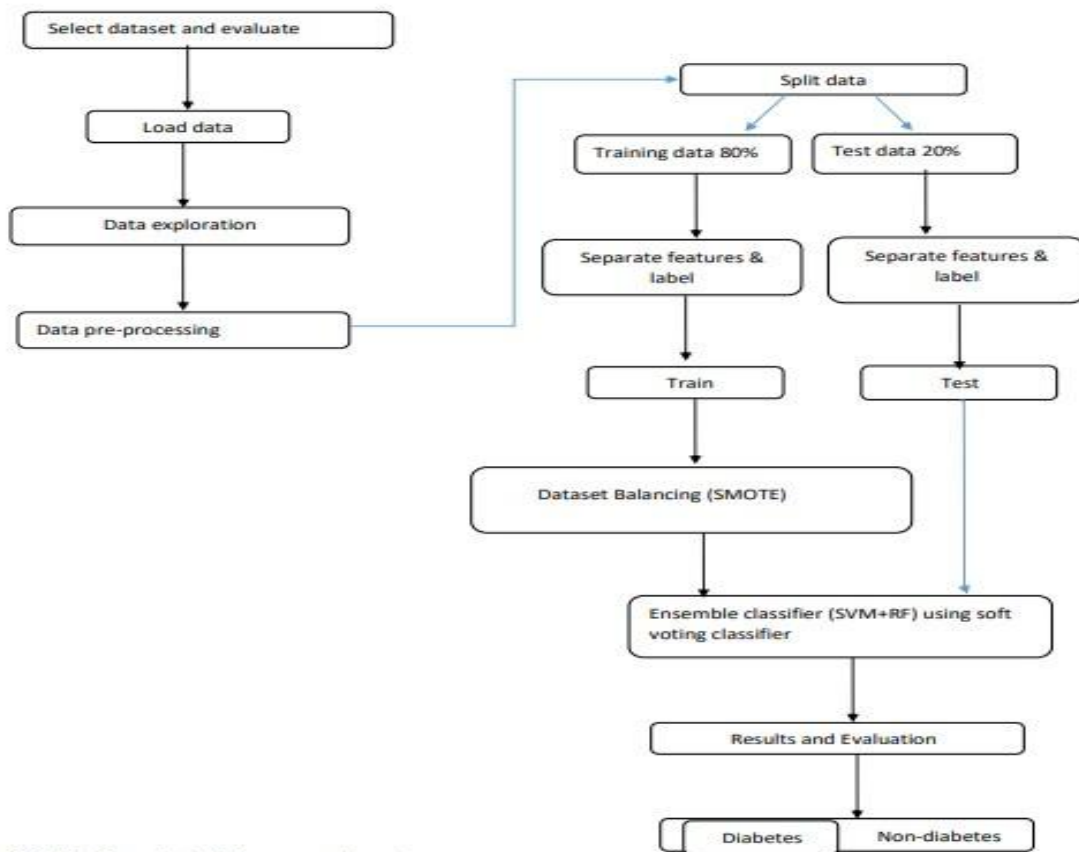 Select dataset and evaluate
Load data
Data exploration
Data pre-processing
Split data
Training data 80%
Test data 20%
Separate features &
label
Separate features &
label
Train
Test
Dataset Balancing (SMOTE)
Ensemble classifier (SVM+RF) using soft
voting classifier
Results and Evaluation
Diabetes
Non-diabetes